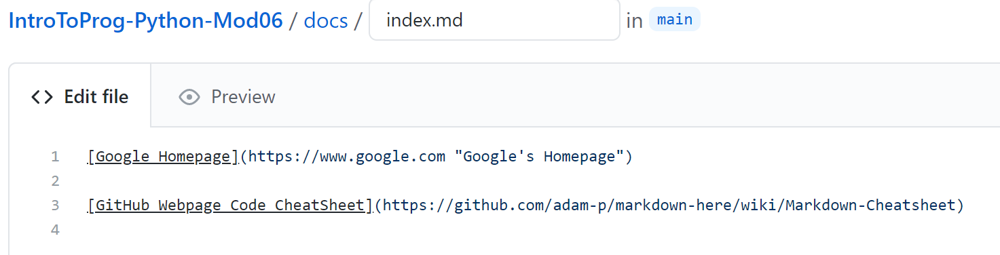 IntroToProg-Python-Mod06 / docs / index.md in main
<> Edit file Preview
1 [Google Homepage](https://www.google.com "Google's Homepage")
2
3 [GitHub Webpage Code CheatSheet](https://github.com/adam-p/markdown-here/wiki/Markdown-Cheatsheet)
4